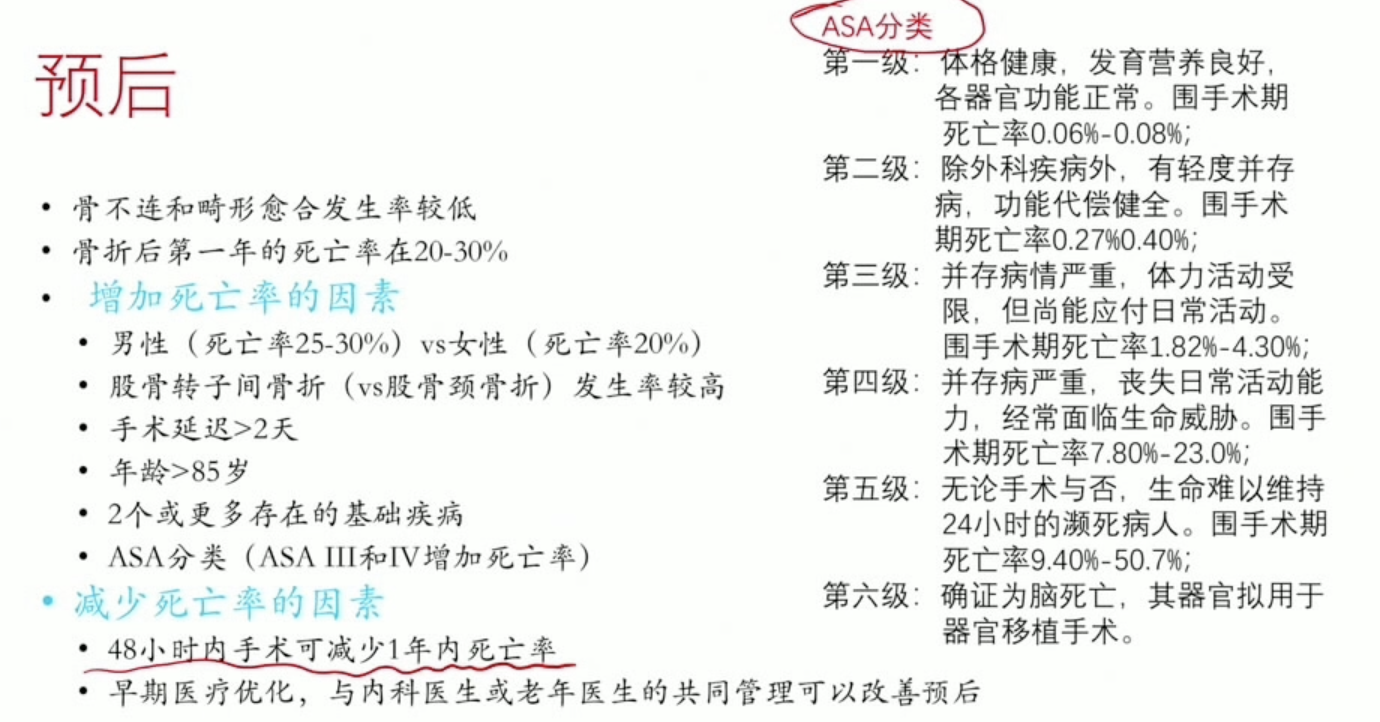 预后
• 骨不连和畸形愈合发生率较低
• 骨折后第一年的死亡率在20-30%
• 增加死亡率的因素
• 男性（死亡率25-30%）vs女性（死亡率20%）
• 股骨转子间骨折（vs股骨颈骨折）发生率较高
• 手术延迟>2天
• 年龄>85岁
• 2个或更多存在的基础疾病
• ASA分类（ASA III和IV增加死亡率）
• 减少死亡率的因素
• 48小时内手术可减少1年内死亡率
• 早期医疗优化，与内科医生或老年医生的共同管理可以改善预后
ASA分类
第一级：体格健康，发育营养良好，
各器官功能正常。围手术期
死亡率0.06%-0.08%;
第二级：除外科疾病外，有轻度并存
病，功能代偿健全。围手术
期死亡率0.27%0.40%;
第三级：并存病情严重，体力活动受
限，但尚能应付日常活动。
围手术期死亡率1.82%-4.30%;
第四级：并存病严重，丧失日常活动能
力，经常面临生命威胁。围手
术期死亡率7.80%-23.0%;
第五级：无论手术与否，生命难以维持
24小时的濒死病人。围手术期
死亡率9.40%-50.7%;
第六级：确证为脑死亡，其器官拟用于
器官移植手术。